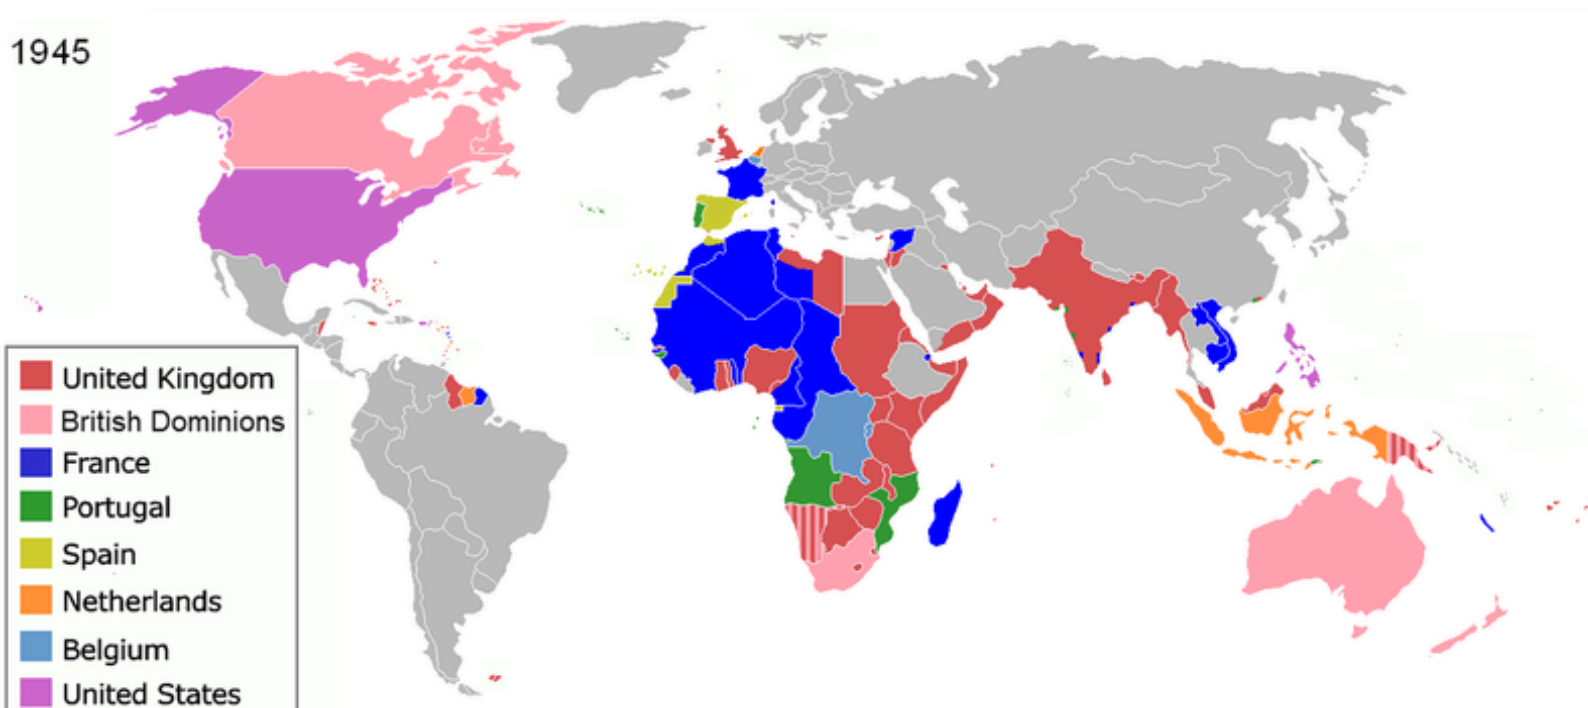 1945
United Kingdom
British Dominions
France
Portugal
Spain
Netherlands
Belgium
United States